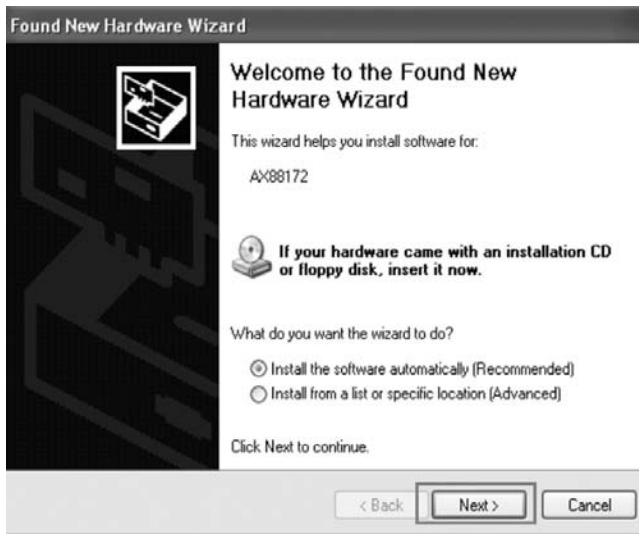 Found New Hardware Wizard
Welcome to the Found New
Hardware Wizard
This wizard helps you install software for:
AX88172
If your hardware came with an installation CD
or floppy disk, insert it now.
What do you want the wizard to do?
Install the software automatically (Recommended)
Install from a list or specific location (Advanced)
Click Next to continue.
< Back Next > Cancel